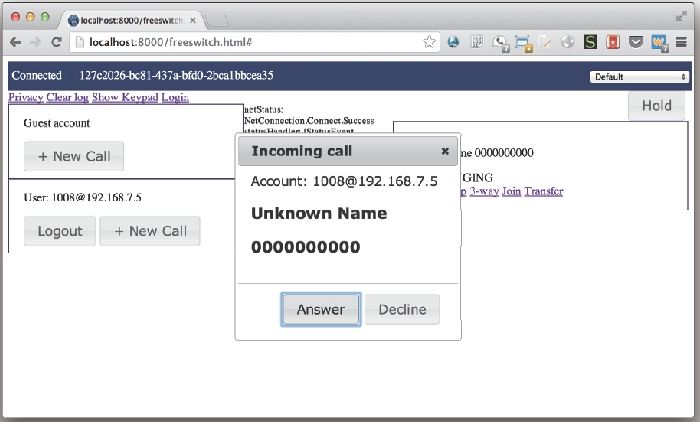 localhost:8000/freeswitch.html
localhost:8000/freeswitch.html#
Connected 127c2026-bc81-437a-bfd0-2bca1bbcea35
Default
Privacy Clear log Show Keypad Login
Hold
Guest account
+ New Call
netStatus:
NetConnection.Connect.Success
Incoming call
Account: 1008@192.168.7.5
Unknown Name
0000000000
Answer
Decline
me 0000000000
GING
p 3-way Join Transfer
User: 1008@192.168.7.5
Logout
+ New Call